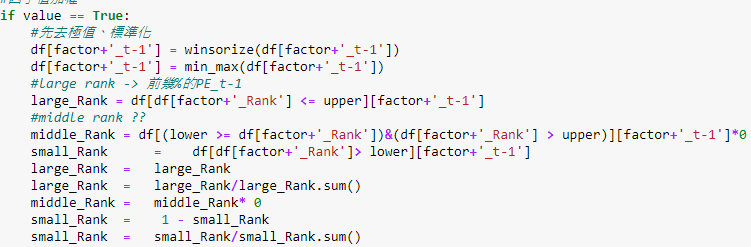 if value == True:
#先去極值、標準化
df[factor+'_t-1'] = winsorize(df[factor+'_t-1'])
df[factor+'_t-1'] = min_max(df[factor+'_t-1'])
#large rank -> 前幾%的PE_t-1
large_Rank = df[df[factor+'_Rank'] <= upper][factor+'_t-1']
#middle rank ??
middle_Rank = df[(lower >= df[factor+'_Rank'])&(df[factor+'_Rank'] > upper)][factor+'_t-1']*0
small_Rank = df[df[factor+'_Rank']> lower][factor+'_t-1']
large_Rank = large_Rank
large_Rank = large_Rank/large_Rank.sum()
middle_Rank = middle_Rank* 0
small_Rank = 1 - small_Rank
small_Rank = small_Rank/small_Rank.sum()